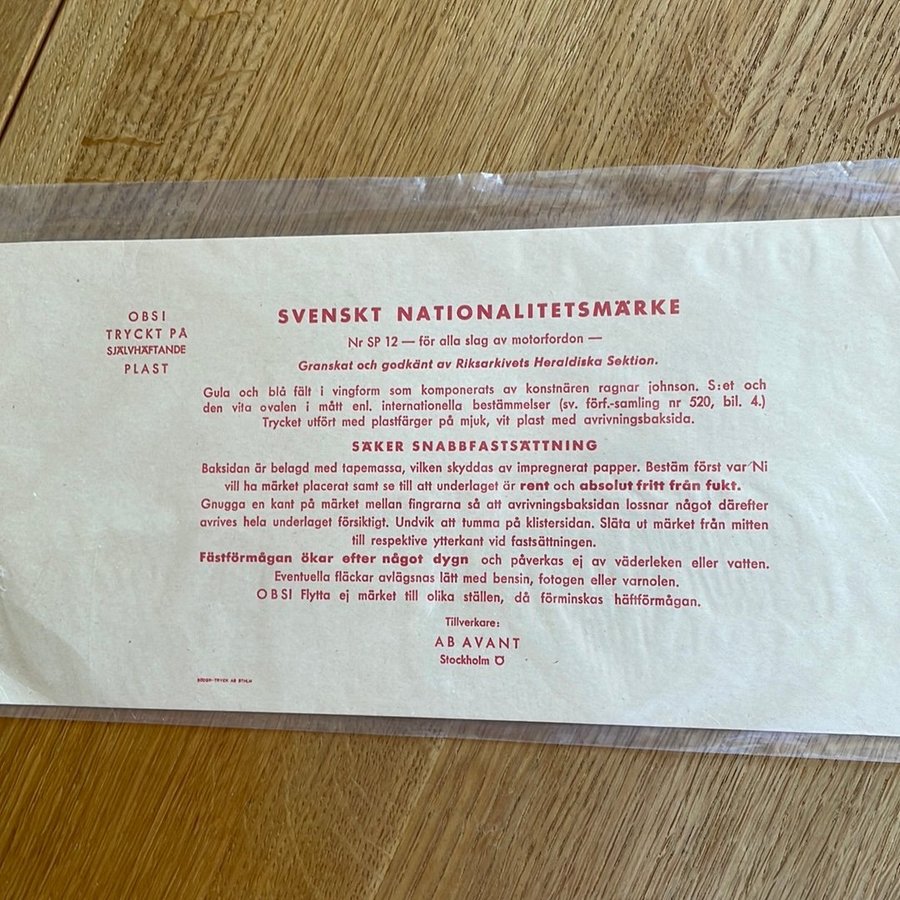 OBS!
TRYCKT PÅ
SJÄLVHÄFTANDE
PLAST
SVENSKT NATIONALITETSMÄRKE
Nr SP 12 — för alla slag av motorfordon —
Granskat och godkänt av Riksarkivets Heraldiska Sektion.
Gula och blå fält i vingform som komponerats av konstnären ragnar johnson. S:et och
den vita ovalen i mått enl. internationella bestämmelser (sv. förf.-samling nr 520, bil. 4.)
Trycket utfört med plastfärger på mjuk, vit plast med avrivningsbaksida.
SÄKER SNABBFASTSÄTTNING
Baksidan är belagd med tapemassa, vilken skyddas av impregnerat papper. Bestäm först var Ni
vill ha märket placerat samt se till att underlaget är rent och absolut fritt från fukt.
Gnugga en kant på märket mellan fingrarna så att avrivningsbaksidan lossnar något därefter
avrives hela underlaget försiktigt. Undvik att tumma på klistersidan. Släta ut märket från mitten
till respektive ytterkant vid fastsättningen.
Fästförmågan ökar efter något dygn och påverkas ej av väderleken eller vatten.
Eventuella fläckar avlägsnas lätt med bensin, fotogen eller varnolen.
OBS! Flytta ej märket till olika ställen, då förminskas häftförmågan.
Tillverkare:
AB AVANT
Stockholm Ö
BÖDER-TRYCK AB STHLM